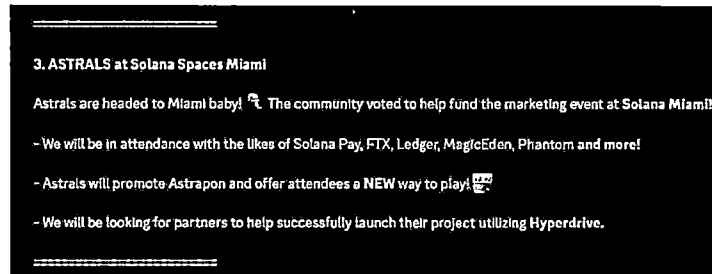 3. ASTRALS at Solana Spaces Miami
Astrals are headed to Miami baby! The community voted to help fund the marketing event at Solana Miami!
- We will be in attendance with the likes of Solana Pay, FTX, Ledger, MagicEden, Phantom and more!
- Astrals will promote Astrapon and offer attendees a NEW way to play!
- We will be looking for partners to help successfully launch their project utilizing Hyperdrive.